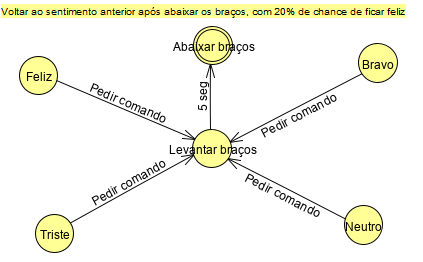 Voltar ao sentimento anterior após abaixar os braços, com 20% de chance de ficar feliz
Abaixar braços
Feliz
Bravo
Pedir comando
5 seg
Pedir comando
Levantar braços
Pedir comando
Pedir comando
Triste
Neutro